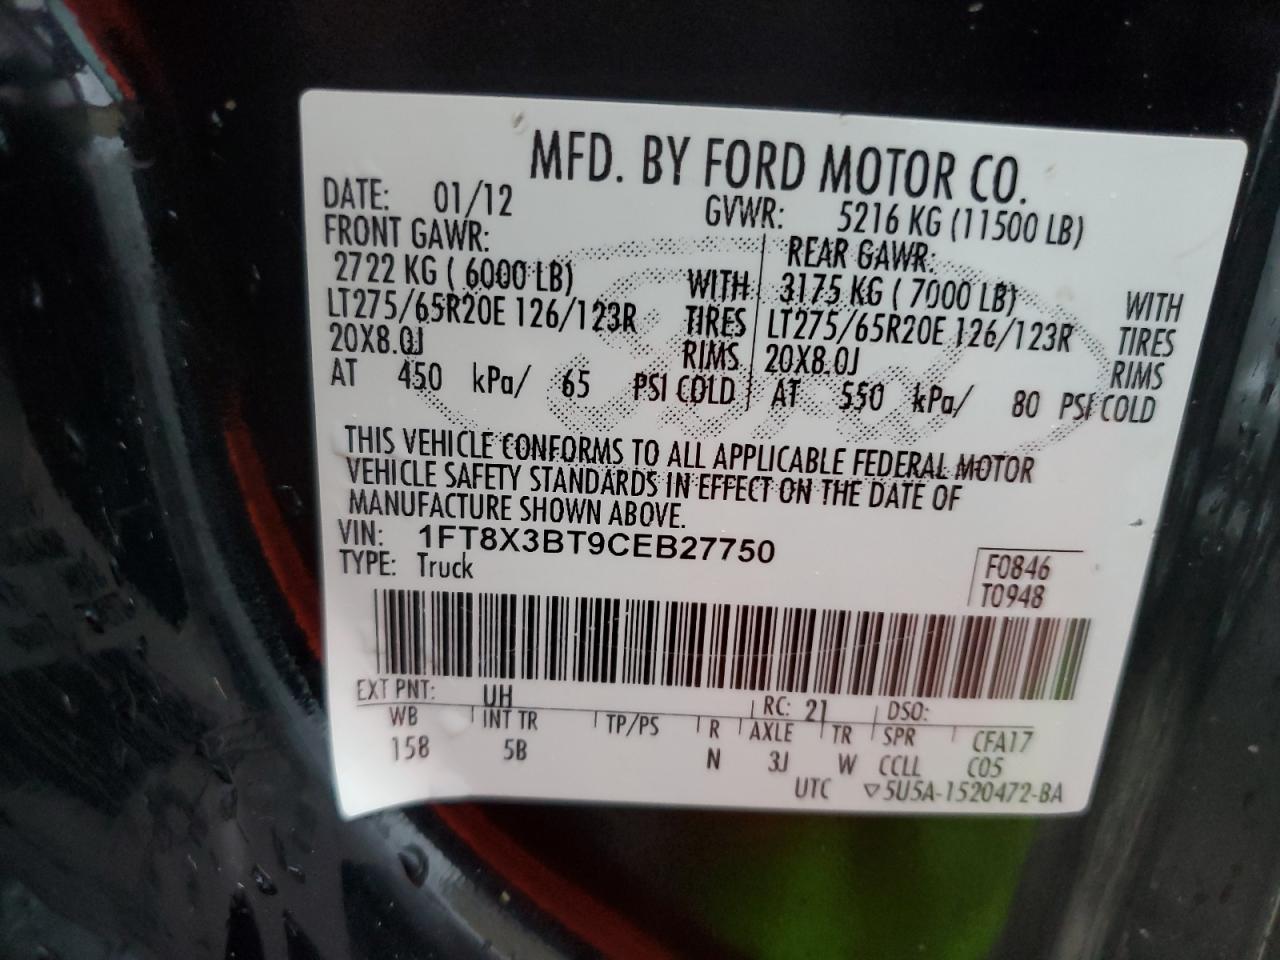 MFD. BY FORD MOTOR CO.
DATE: 01/12 GVWR: 5216 KG (11500 LB)
FRONT GAWR: REAR GAWR:
2722 KG ( 6000 LB) WITH 3175 KG ( 7000 LB) WITH
LT275/65R20E 126/123R TIRES LT275/65R20E 126/123R TIRES
20X8.0J RIMS 20X8.0J RIMS
AT 450 kPa/ 65 PSI COLD AT 550 kPa/ 80 PSI COLD
THIS VEHICLE CONFORMS TO ALL APPLICABLE FEDERAL MOTOR
VEHICLE SAFETY STANDARDS IN EFFECT ON THE DATE OF
MANUFACTURE SHOWN ABOVE.
VIN: 1FT8X3BT9CEB27750
TYPE: Truck
F0846
T0948
EXT PNT: UH RC: 21 DSO:
WB INT TR TP/PS R AXLE TR SPR CFA17
158 5B N 3J W CCLL C05
UTC ▽5U5A-1520472-BA